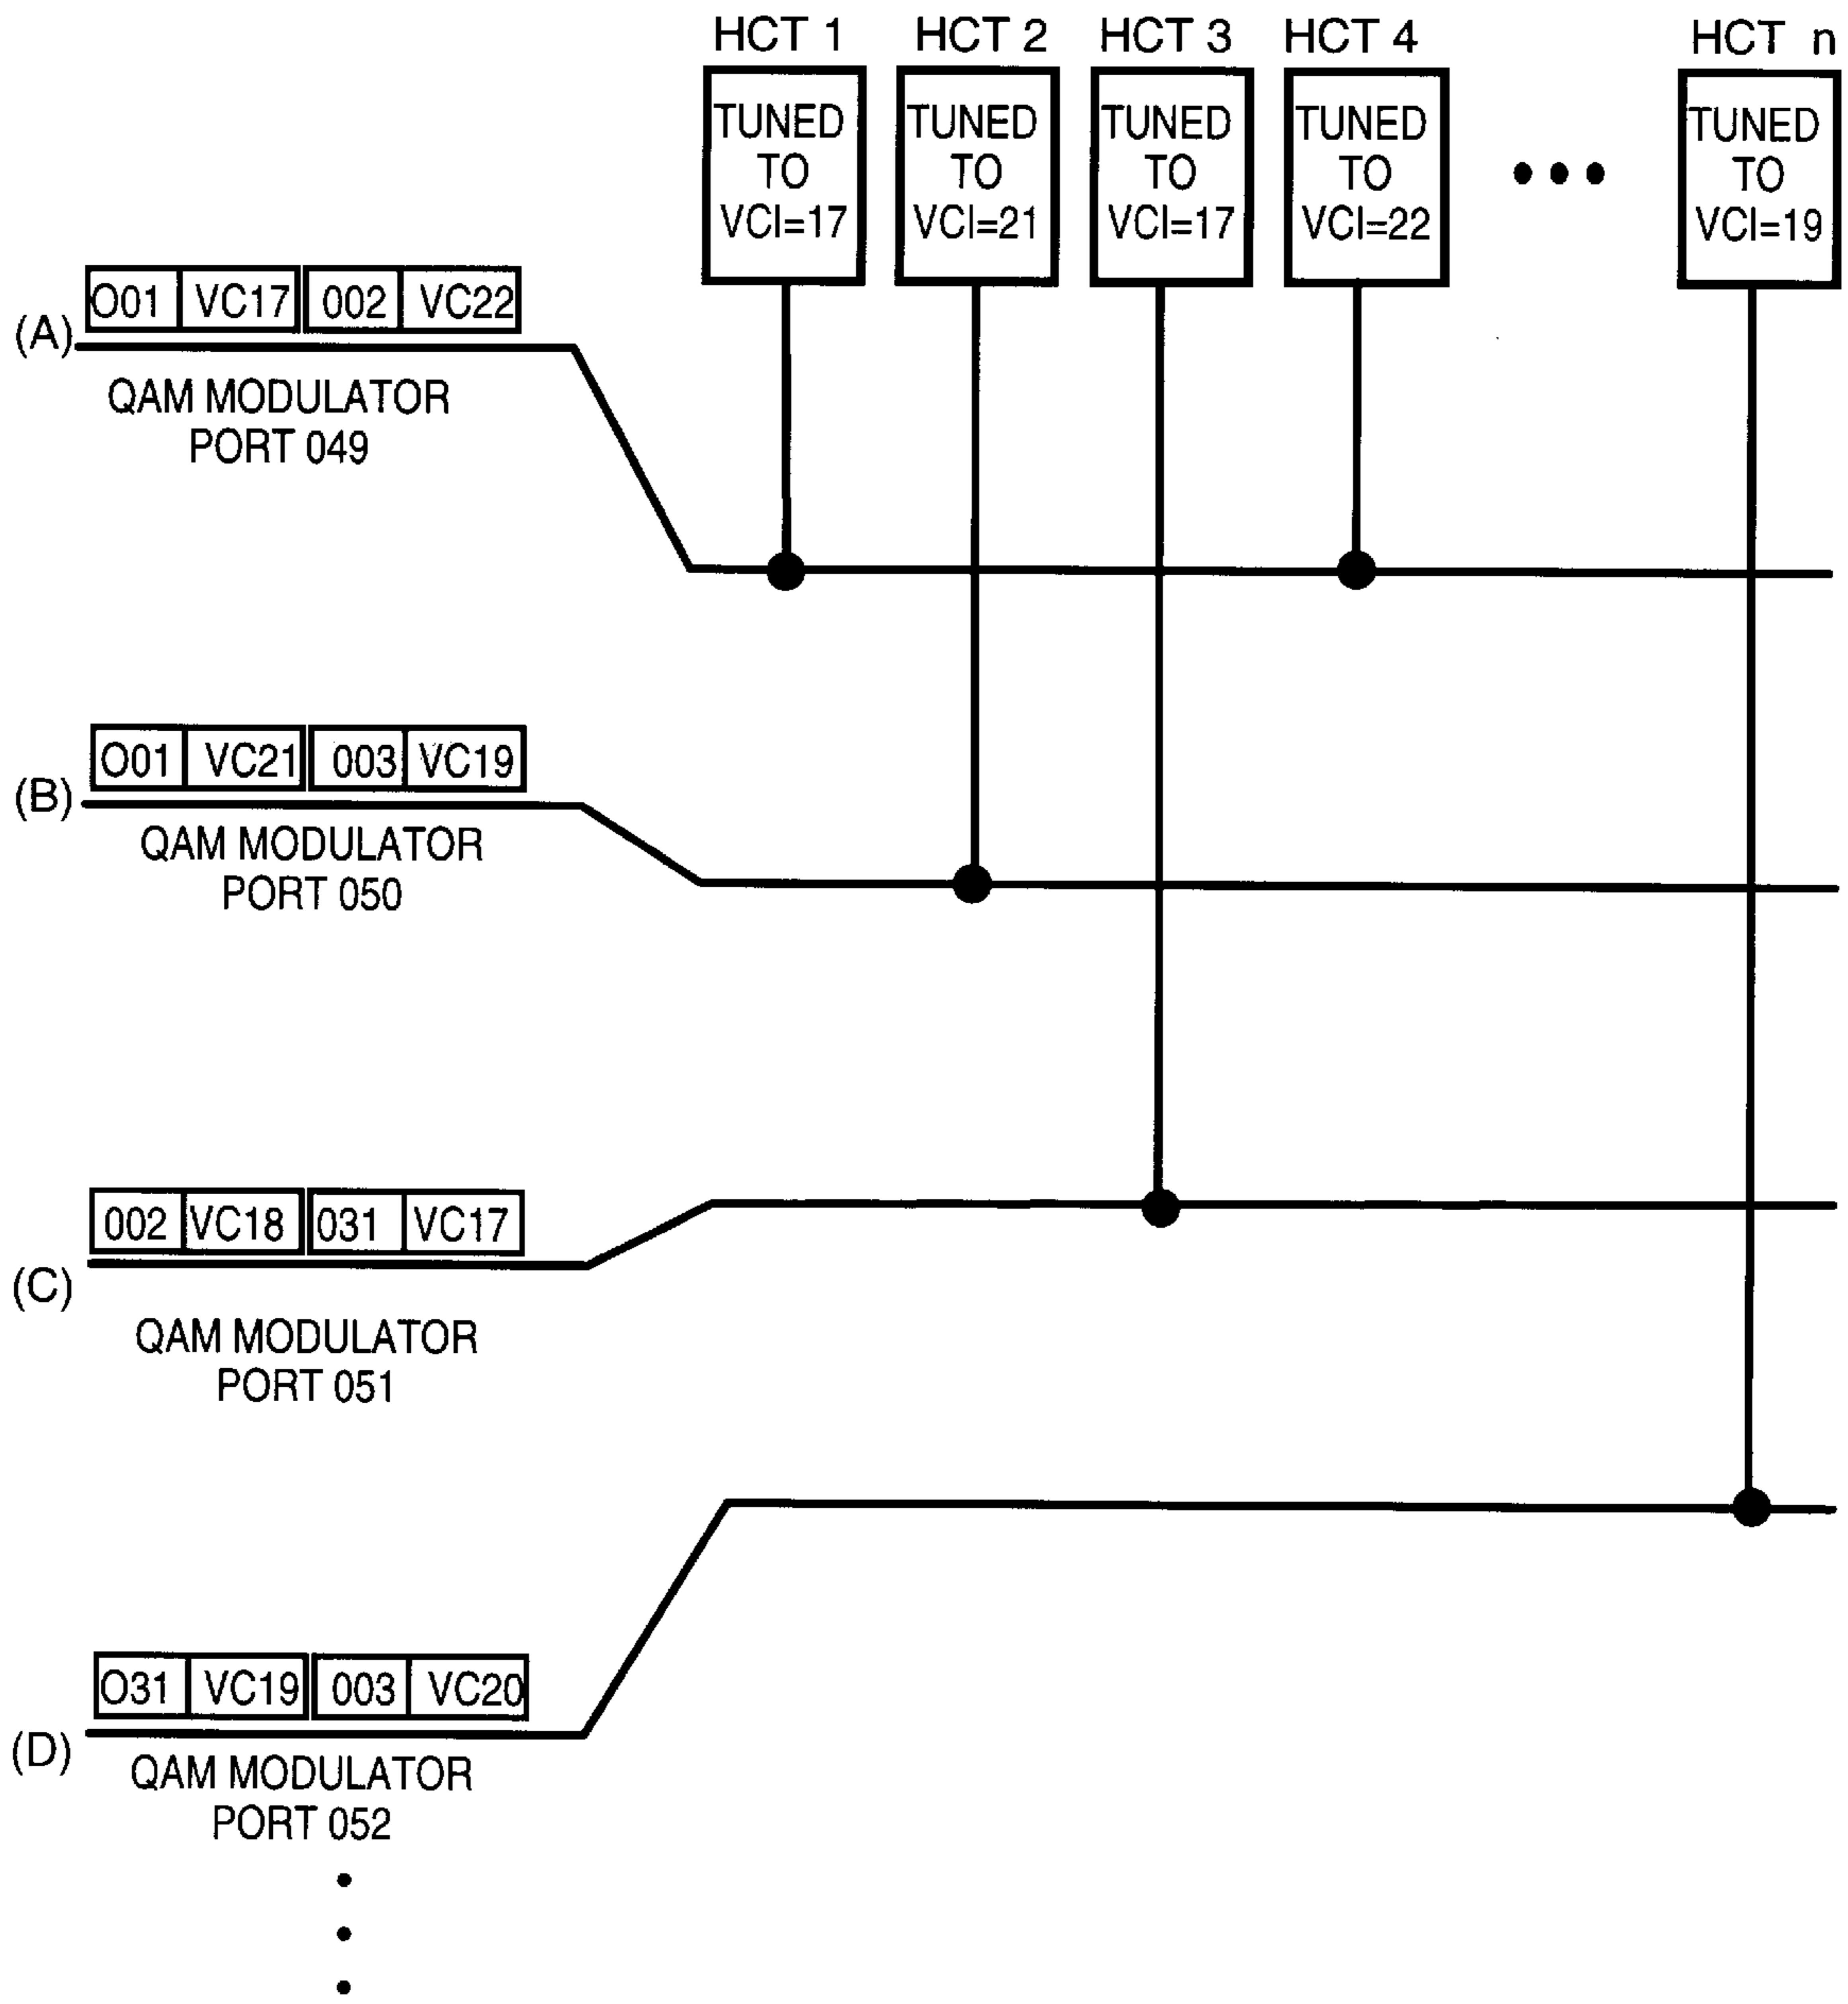 HCT 1 HCT 2 HCT 3 HCT 4 HCT n
TUNED TO VCI=17
TUNED TO VCI=21
TUNED TO VCI=17
TUNED TO VCI=22
TUNED TO VCI=19
O01 VC17 002 VC22
(A)
QAM MODULATOR
PORT 049
O01 VC21 003 VC19
(B)
QAM MODULATOR
PORT 050
002 VC18 031 VC17
(C)
QAM MODULATOR
PORT 051
O31 VC19 003 VC20
(D)
QAM MODULATOR
PORT 052